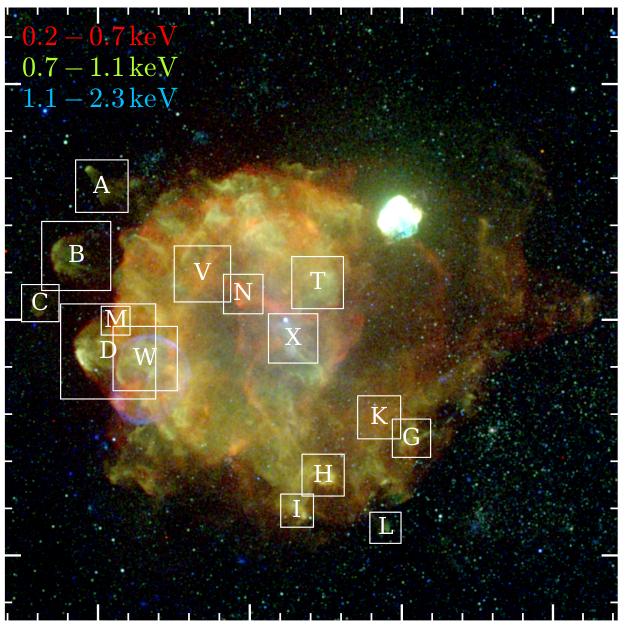 0.2 − 0.7 keV
0.7 − 1.1 keV
1.1 − 2.3 keV
A
B
V
T
N
C
M
X
D
W
K
G
H
I
L